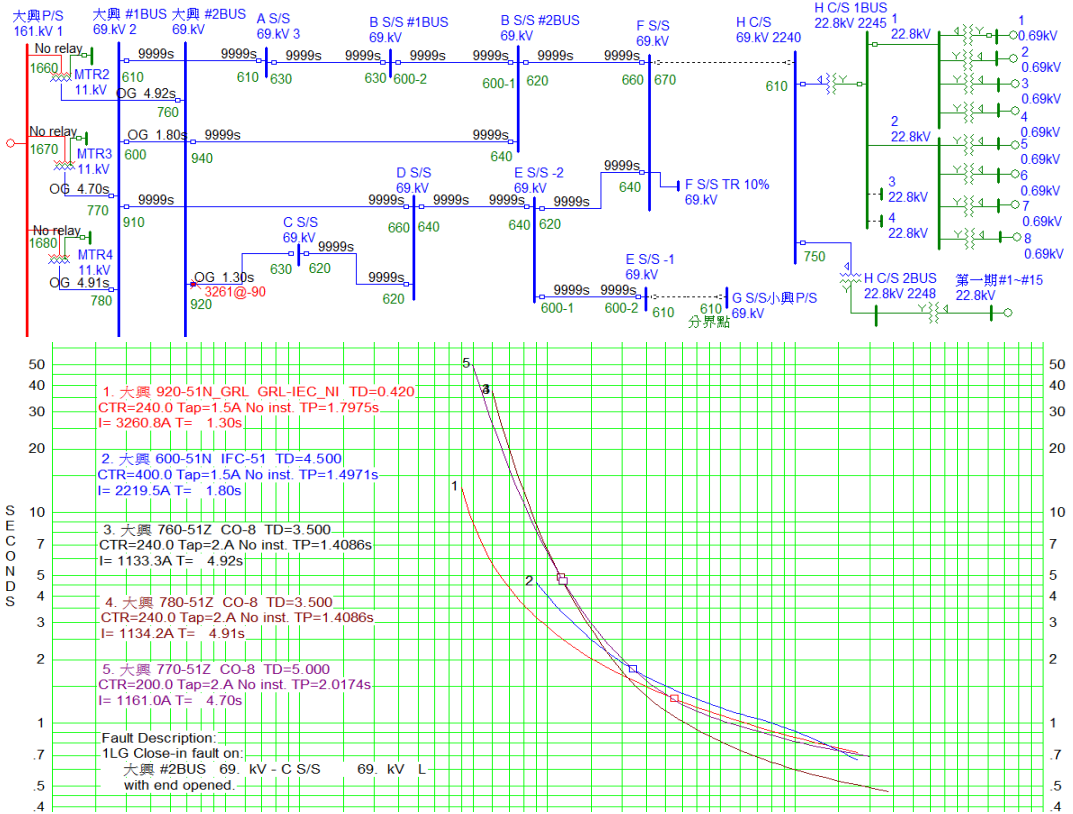 大興 P/S
161.kV 1
大興 #1BUS
69.kV 2
大興 #2BUS
69.kV
A S/S
69.kV 3
B S/S #1BUS
69.kV
B S/S #2BUS
69.kV
F S/S
69.kV
H C/S
69.kV 2240
H C/S 1BUS
22.8kV 2245
No relay
1660
MTR2
11.kV
OG 4.92s
760
610
9999s
610
630
9999s
630
600-2
9999s
600-1
620
9999s
660
670
610
No relay
1670
MTR3
11.kV
OG 4.70s
770
OG 1.80s
600
9999s
940
9999s
640
910
9999s
D S/S
69.kV
660
640
9999s
9999s
E S/S -2
69.kV
640
620
9999s
9999s
640
F S/S TR 10%
69.kV
No relay
1680
MTR4
11.kV
OG 4.91s
780
OG 1.30s
3261@-90
920
C S/S
69.kV
630
620
9999s
9999s
620
9999s
9999s
600-1
600-2
E S/S -1
69.kV
610
610
分界點
G S/S小興P/S
69.kV
750
H C/S 2BUS
22.8kV 2248
第一期#1~#15
22.8kV
1
22.8kV
2
22.8kV
3
22.8kV
4
22.8kV
1
0.69kV
2
0.69kV
3
0.69kV
4
0.69kV
5
0.69kV
6
0.69kV
7
0.69kV
8
0.69kV
50
40
30
20
10
7
5
4
3
2
1
.7
.5
.4
SECONDS
1. 大興 920-51N_GRL GRL-IEC_NI TD=0.420
CTR=240.0 Tap=1.5A No inst. TP=1.7975s
I= 3260.8A T= 1.30s
2. 大興 600-51N IFC-51 TD=4.500
CTR=400.0 Tap=1.5A No inst. TP=1.4971s
I= 2219.5A T= 1.80s
3. 大興 760-51Z CO-8 TD=3.500
CTR=240.0 Tap=2.A No inst. TP=1.4086s
I= 1133.3A T= 4.92s
4. 大興 780-51Z CO-8 TD=3.500
CTR=240.0 Tap=2.A No inst. TP=1.4086s
I= 1134.2A T= 4.91s
5. 大興 770-51Z CO-8 TD=5.000
CTR=200.0 Tap=2.A No inst. TP=2.0174s
I= 1161.0A T= 4.70s
Fault Description:
1LG Close-in fault on:
大興 #2BUS 69. kV - C S/S 69. kV L
with end opened.
5
1
2
50
40
30
20
10
7
5
4
3
2
1
.7
.5
.4